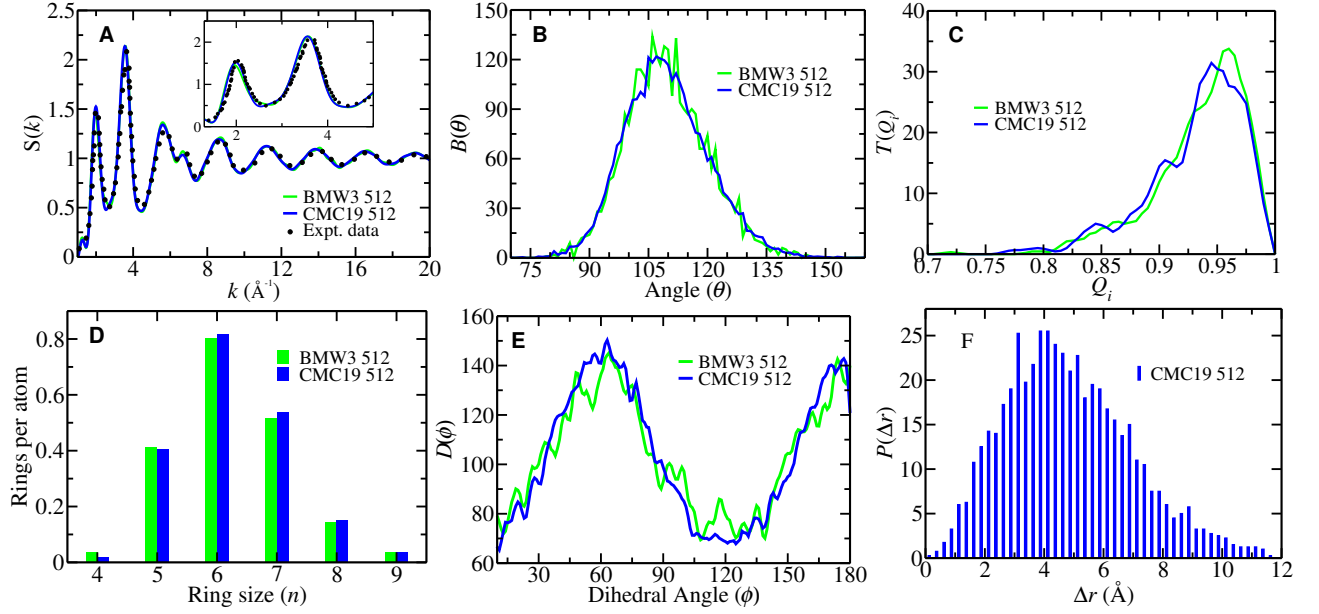 A
2.5
2
1.5
1
0.5
0
S(k)
4
8
12
16
20
k (Å⁻¹)
2
1
0
2
4
BMW3 512
CMC19 512
Expt. data
B
150
120
90
60
30
0
B(θ)
75
90
105
120
135
150
Angle (θ)
BMW3 512
CMC19 512
C
40
30
20
10
0
T(Qi)
0.7
0.75
0.8
0.85
0.9
0.95
1
Qi
BMW3 512
CMC19 512
D
0.8
0.6
0.4
0.2
0
Rings per atom
4
5
6
7
8
9
Ring size (n)
BMW3 512
CMC19 512
E
160
140
120
100
80
60
D(ϕ)
30
60
90
120
150
180
Dihedral Angle (ϕ)
BMW3 512
CMC19 512
F
25
20
15
10
5
0
P(Δr)
0
2
4
6
8
10
12
Δr (Å)
CMC19 512